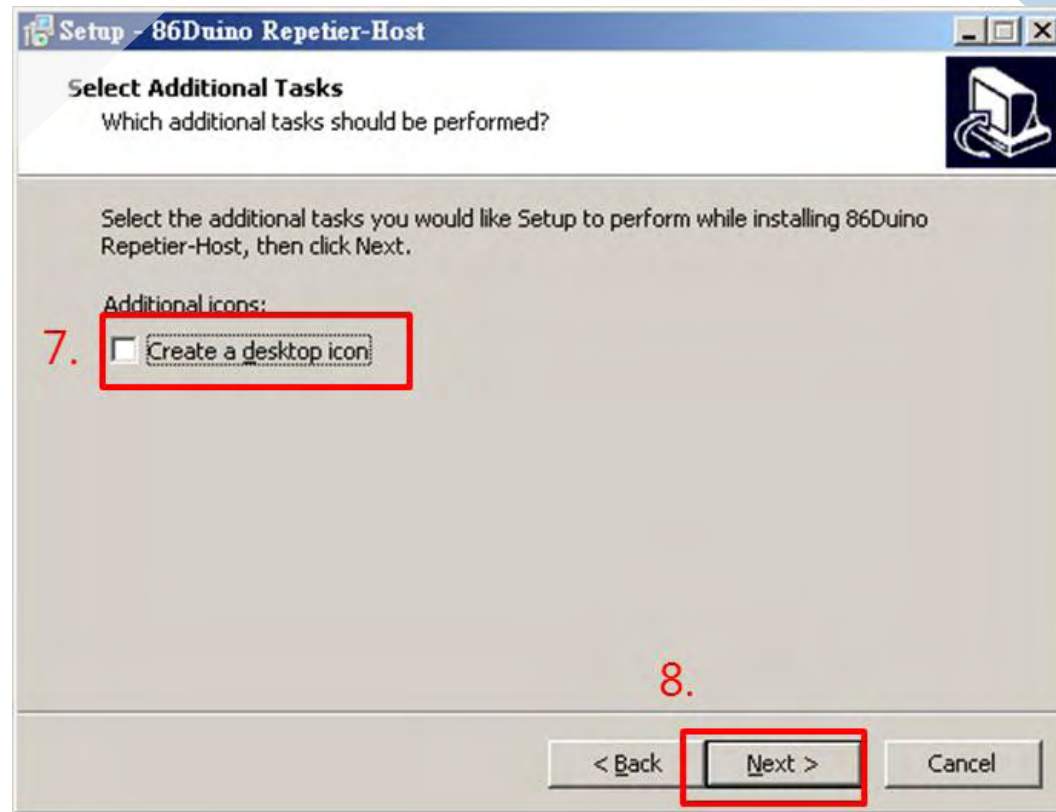 Setup - 86Duino Repetier-Host
Select Additional Tasks
Which additional tasks should be performed?
Select the additional tasks you would like Setup to perform while installing 86Duino
Repetier-Host, then click Next.
Additional icons:
7. Create a desktop icon
8.
< Back Next > Cancel